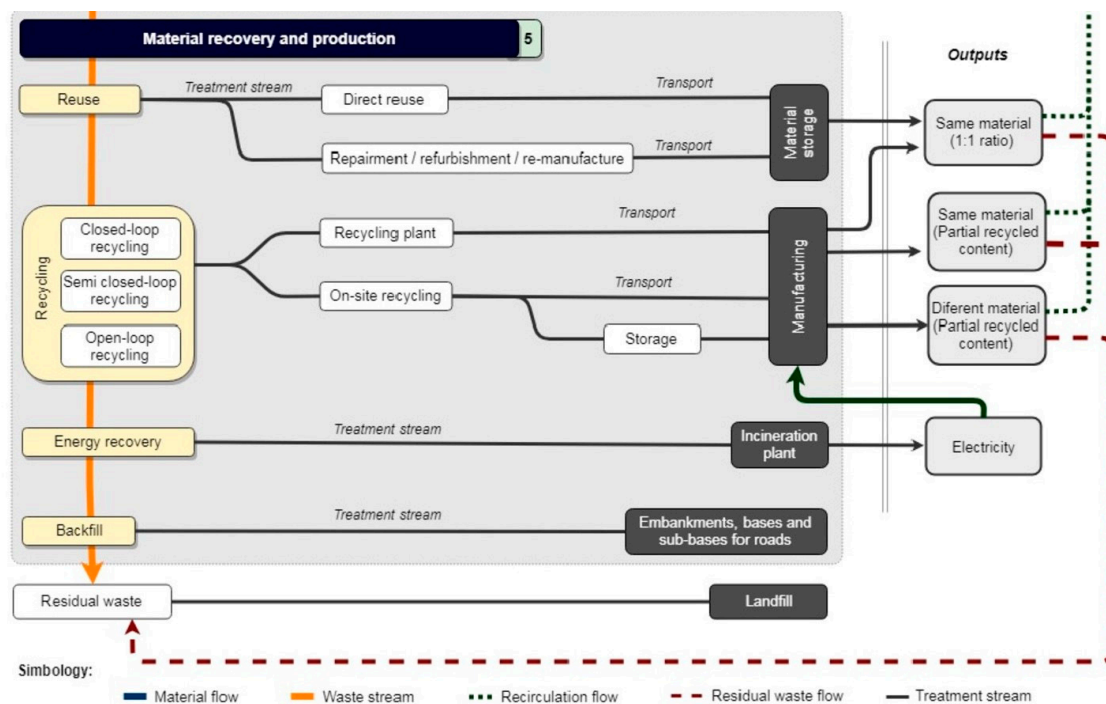 Material recovery and production
5
Outputs
Reuse
Treatment stream
Direct reuse
Transport
Repairment / refurbishment / re-manufacture
Transport
Material
storage
Same material
(1:1 ratio)
Recycling
Closed-loop
recycling
Semi closed-loop
recycling
Open-loop
recycling
Recycling plant
Transport
On-site recycling
Transport
Storage
Manufacturing
Same material
(Partial recycled
content)
Diferent material
(Partial recycled
content)
Energy recovery
Treatment stream
Incineration
plant
Electricity
Backfill
Treatment stream
Embankments, bases and
sub-bases for roads
Residual waste
Landfill
Simbology:
Material flow
Waste stream
Recirculation flow
Residual waste flow
Treatment stream